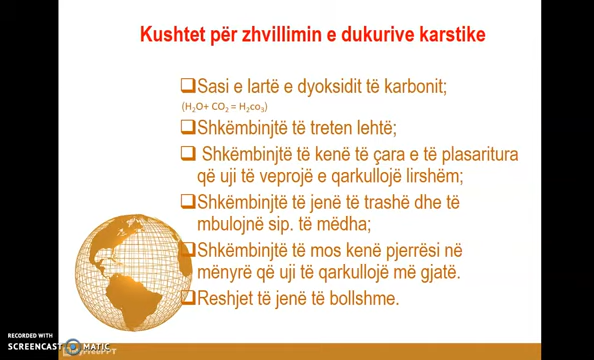 Kushtet për zhvillimin e dukurive karstike
Sasi e lartë e dyoksidit të karbonit;
(H₂O+ CO₂ = H₂co₃)
Shkëmbinjtë të treten lehtë;
Shkëmbinjtë të kenë të çara e të plasaritura
që uji të veprojë e qarkullojë lirshëm;
Shkëmbinjtë të jenë të trashë dhe të
mbulojnë sip. të mëdha;
Shkëmbinjtë të mos kenë pjerrësi në
mënyrë që uji të qarkullojë më gjatë.
Reshjet të jenë të bollshme.
RECORDED WITH
SCREENCAST MATIC